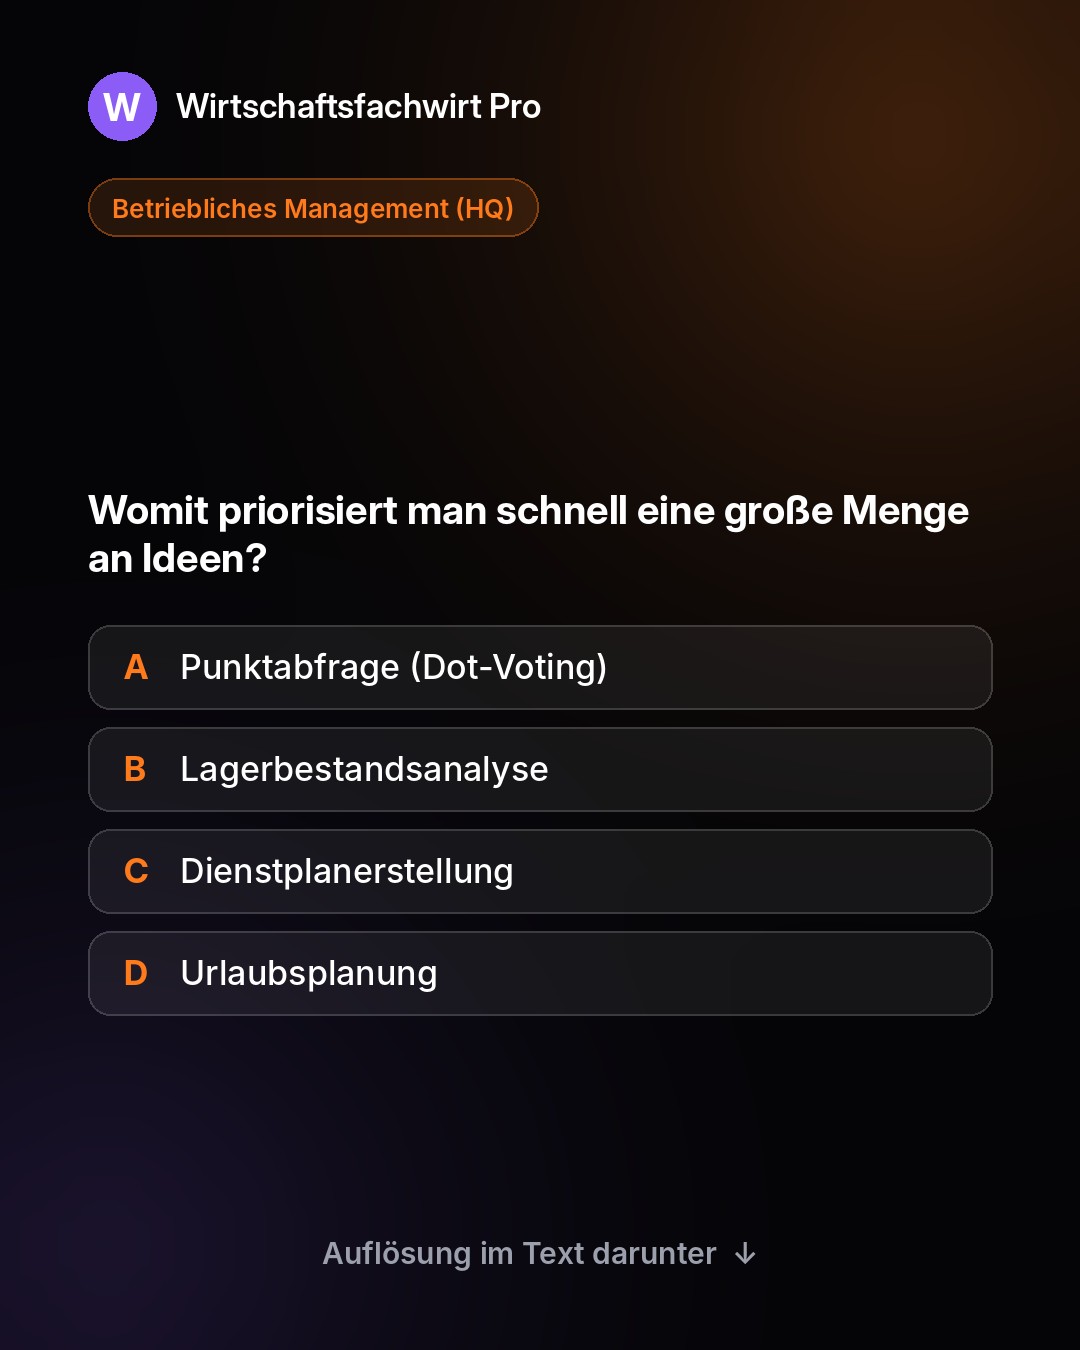 W Wirtschaftsfachwirt Pro
Betriebliches Management (HQ)
Womit priorisiert man schnell eine große Menge
an Ideen?
A Punktabfrage (Dot-Voting)
B Lagerbestandsanalyse
C Dienstplanerstellung
D Urlaubsplanung
Auflösung im Text darunter ↓